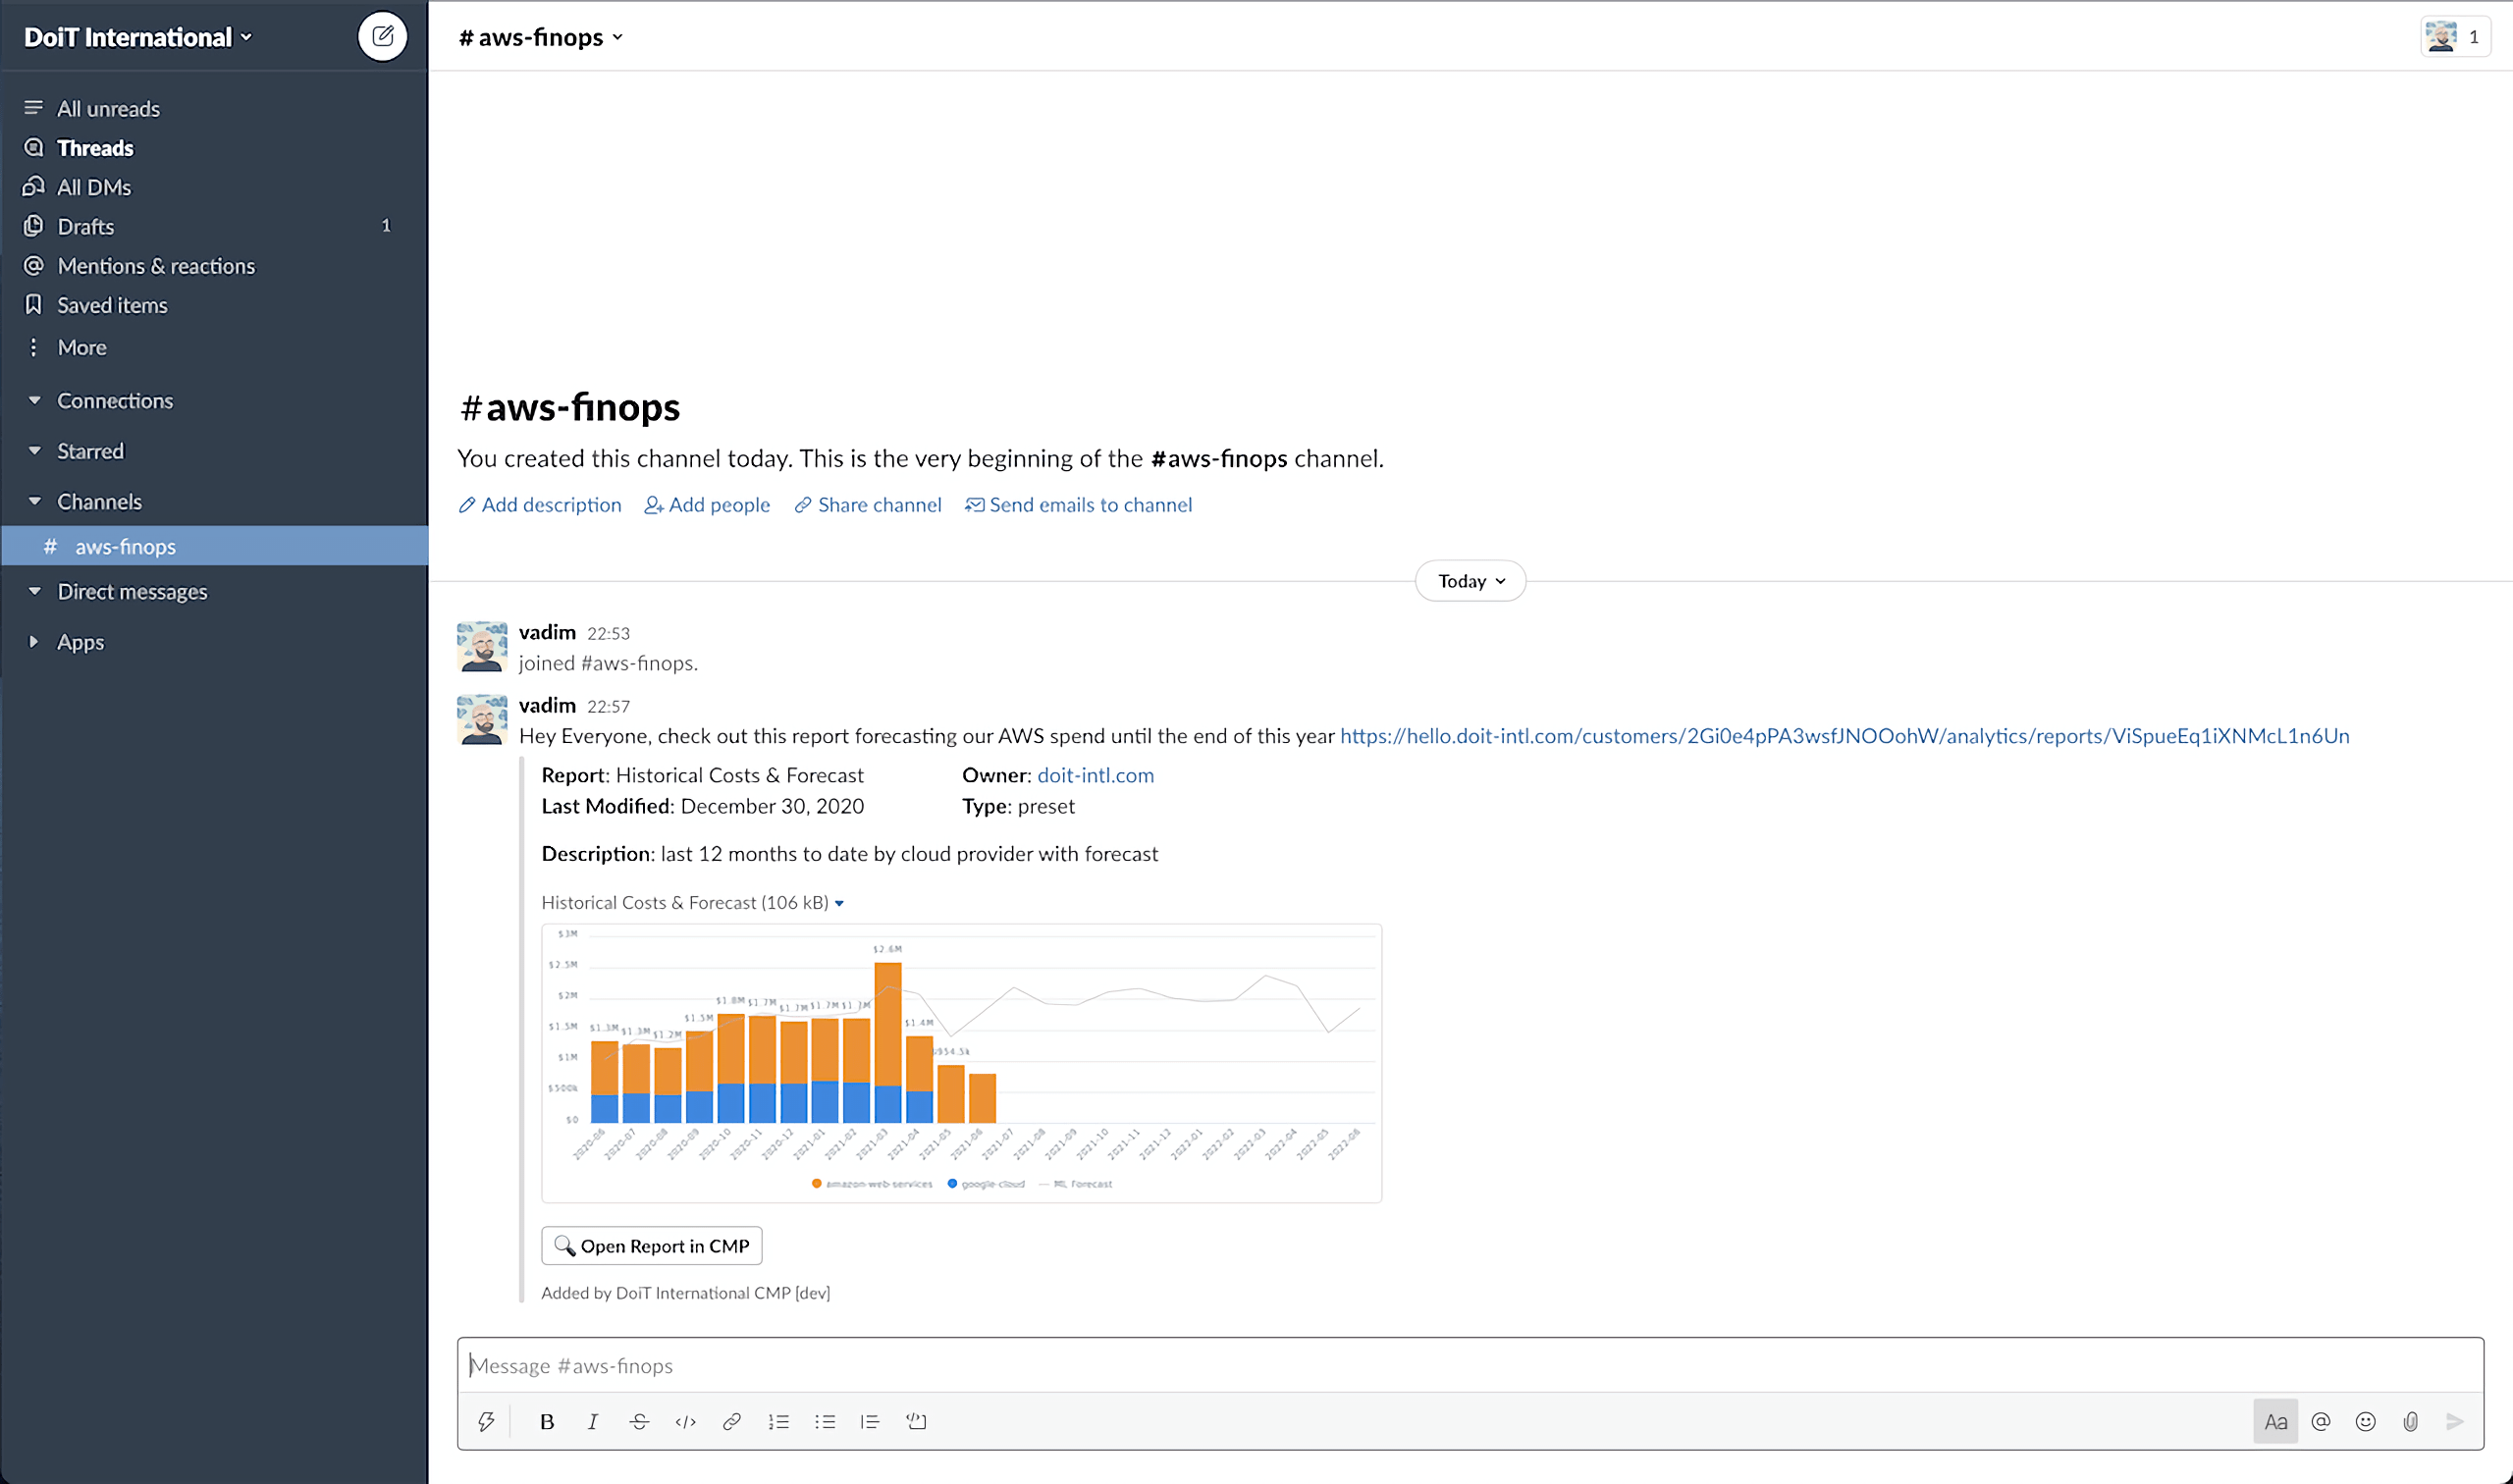 DoiT International
All unreads
Threads
All DMs
Drafts 1
Mentions & reactions
Saved items
More
Connections
Starred
Channels
# aws-finops
Direct messages
Apps
# aws-finops
1
#aws-finops
You created this channel today. This is the very beginning of the #aws-finops channel.
Add description Add people Share channel Send emails to channel
Today
vadim 22:53
joined #aws-finops.
vadim 22:57
Hey Everyone, check out this report forecasting our AWS spend until the end of this year https://hello.doit-intl.com/customers/2Gi0e4pPA3wsfJNOOohW/analytics/reports/ViSpueEq1iXNMcL1n6Un
Report: Historical Costs & Forecast Owner: doit-intl.com
Last Modified: December 30, 2020 Type: preset
Description: last 12 months to date by cloud provider with forecast
Historical Costs & Forecast (106 kB)
$3M
$2.5M
$2M
$1.5M
$1M
$500k
$0
$1.3M $1.3M $1.2M $1.5M $1.8M $1.7M $1.7M $1.7M $1.7M $2.6M $1.4M
2020-06 2020-07 2020-08 2020-09 2020-10 2020-11 2020-12 2021-01 2021-02 2021-03 2021-04 2021-05 2021-06 2021-07 2021-08 2021-09 2021-10 2021-11 2021-12 2022-01 2022-02 2022-03 2022-04 2022-05 2022-06
amazon-web-services google-cloud ML Forecast
Open Report in CMP
Added by DoiT International CMP [dev]
Message #aws-finops
B I S </> Aa @